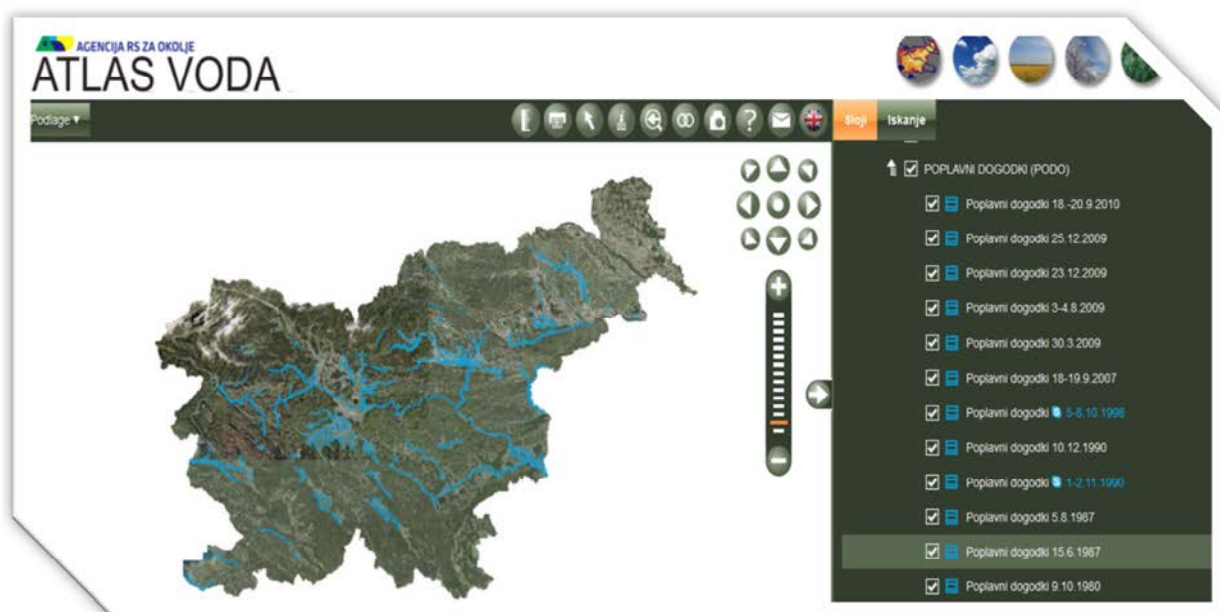 AGENCIJA RS ZA OKOLJE
ATLAS VODA
Podlage ▼
Sloji
Iskanje
POPLAVNI DOGODKI (PODO)
Poplavni dogodki 18.-20.9.2010
Poplavni dogodki 25.12.2009
Poplavni dogodki 23.12.2009
Poplavni dogodki 3-4.8.2009
Poplavni dogodki 30.3.2009
Poplavni dogodki 18-19.9.2007
Poplavni dogodki 5-8.10.1998
Poplavni dogodki 10.12.1990
Poplavni dogodki 1-2.11.1990
Poplavni dogodki 5.8.1987
Poplavni dogodki 15.6.1987
Poplavni dogodki 9.10.1980